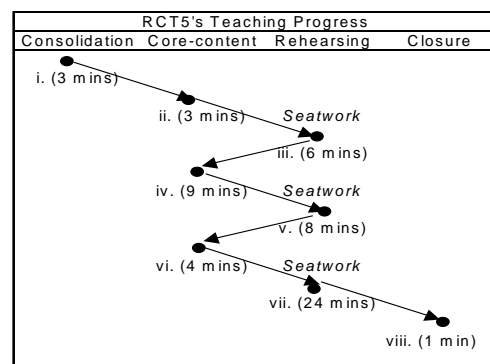 RCT5's Teaching Progress
Consolidation Core-content Rehearsing Closure
i. (3 mins)
ii. (3 mins) Seatwork
iii. (6 mins)
iv. (9 mins) Seatwork
v. (8 mins)
vi. (4 mins) Seatwork
vii. (24 mins)
viii. (1 min)